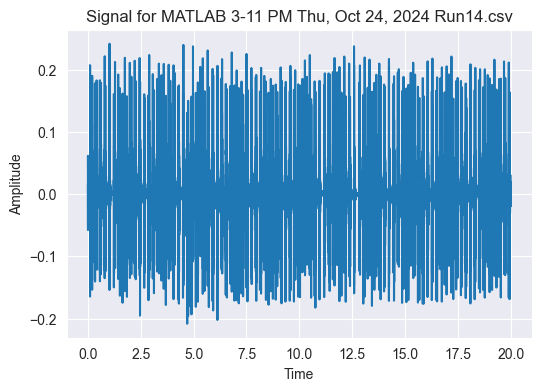 Signal for MATLAB 3-11 PM Thu, Oct 24, 2024 Run14.csv
0.2
0.1
0.0
−0.1
−0.2
Amplitude
0.0 2.5 5.0 7.5 10.0 12.5 15.0 17.5 20.0
Time